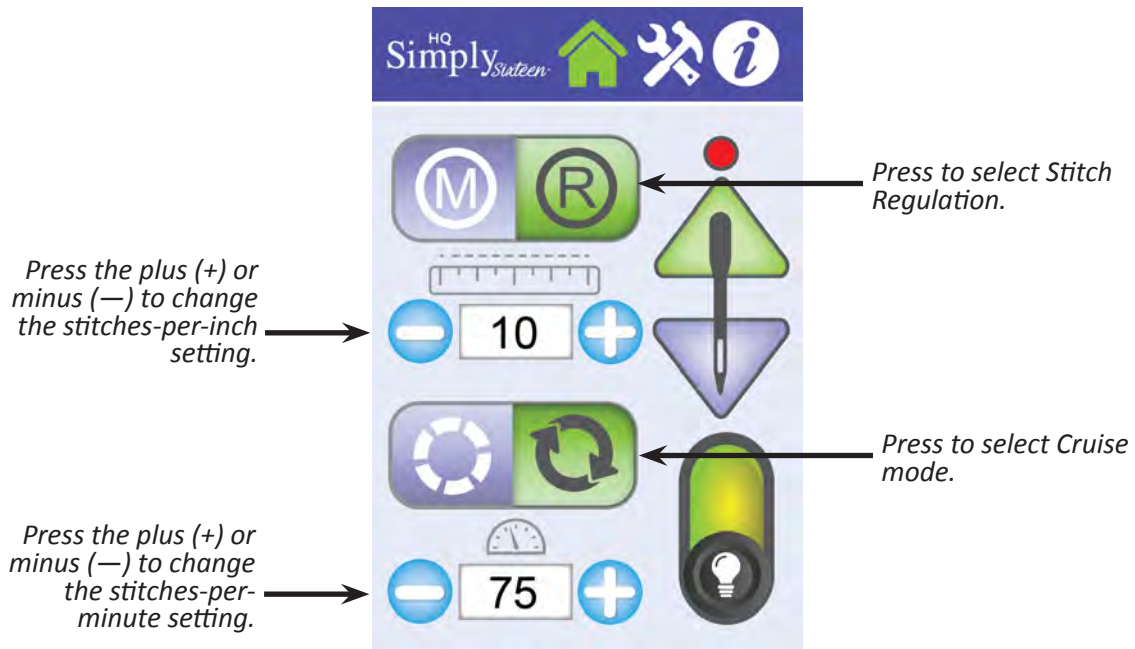 HQ
Simply Sixteen
i
M R
Press to select Stitch
Regulation.
Press the plus (+) or
minus (—) to change
the stitches-per-inch
setting.
10
Press to select Cruise
mode.
Press the plus (+) or
minus (—) to change
the stitches-per-
minute setting.
75